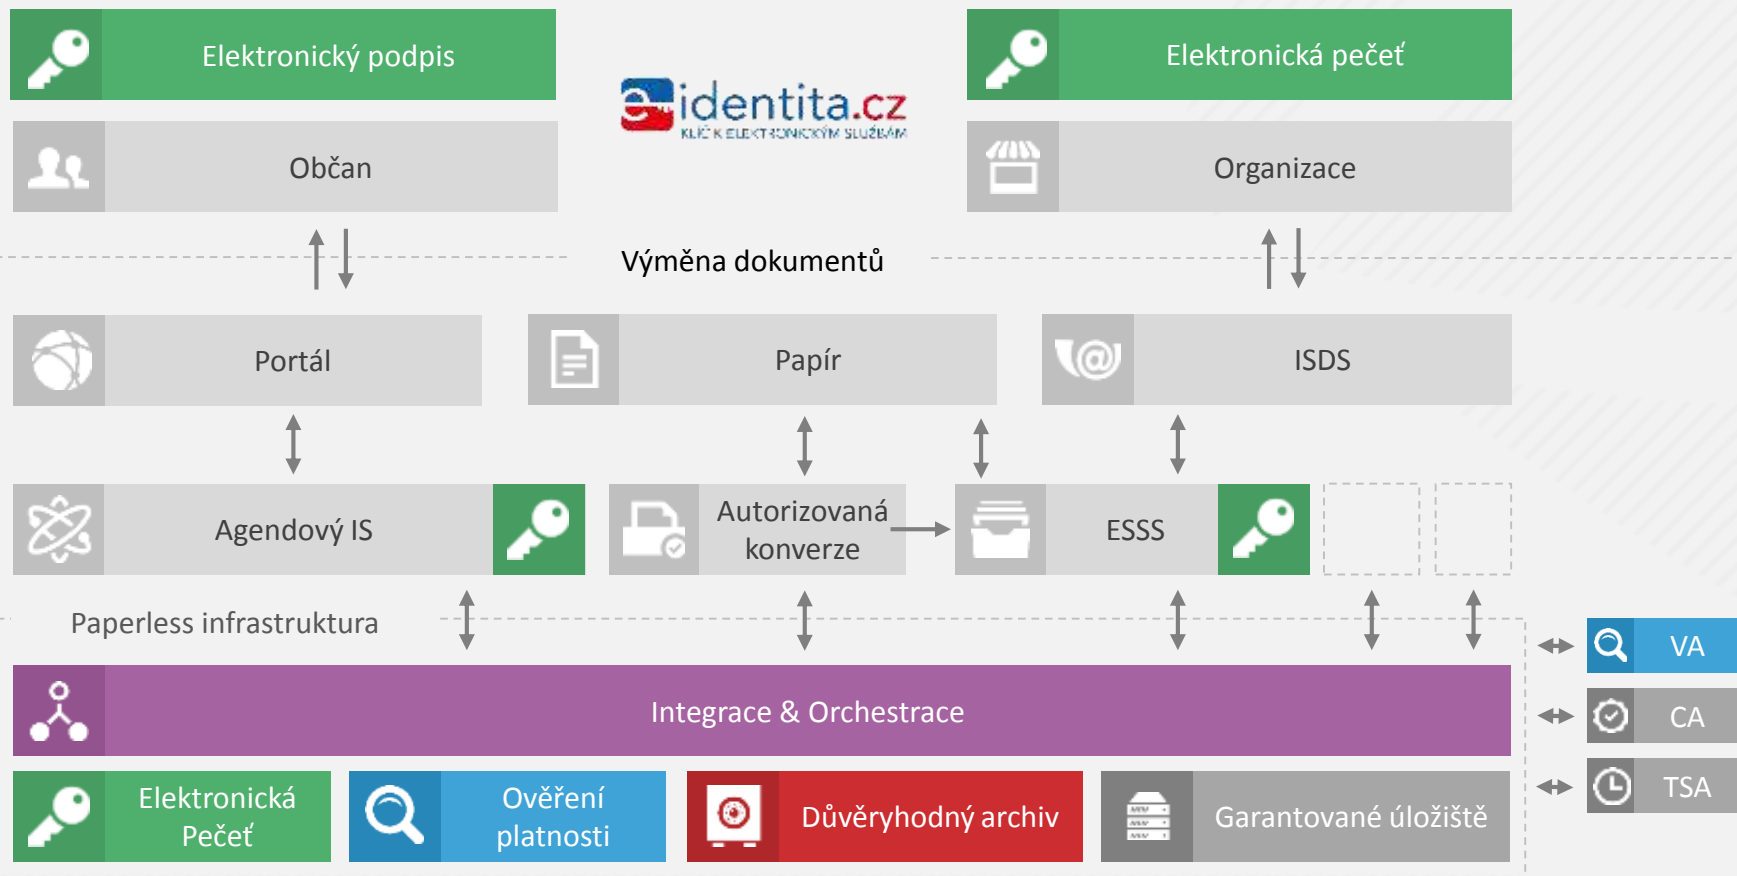 Elektronický podpis
Elektronická pečeť
eidentita.cz
KLÍČ K ELEKTRONICKÝM SLUŽBÁM
Občan
Organizace
Výměna dokumentů
Portál
Papír
ISDS
Agendový IS
Autorizovaná
konverze
ESSS
Paperless infrastruktura
VA
Integrace & Orchestrace
CA
TSA
Elektronická
Pečeť
Ověření
platnosti
Důvěryhodný archiv
Garantované úložiště